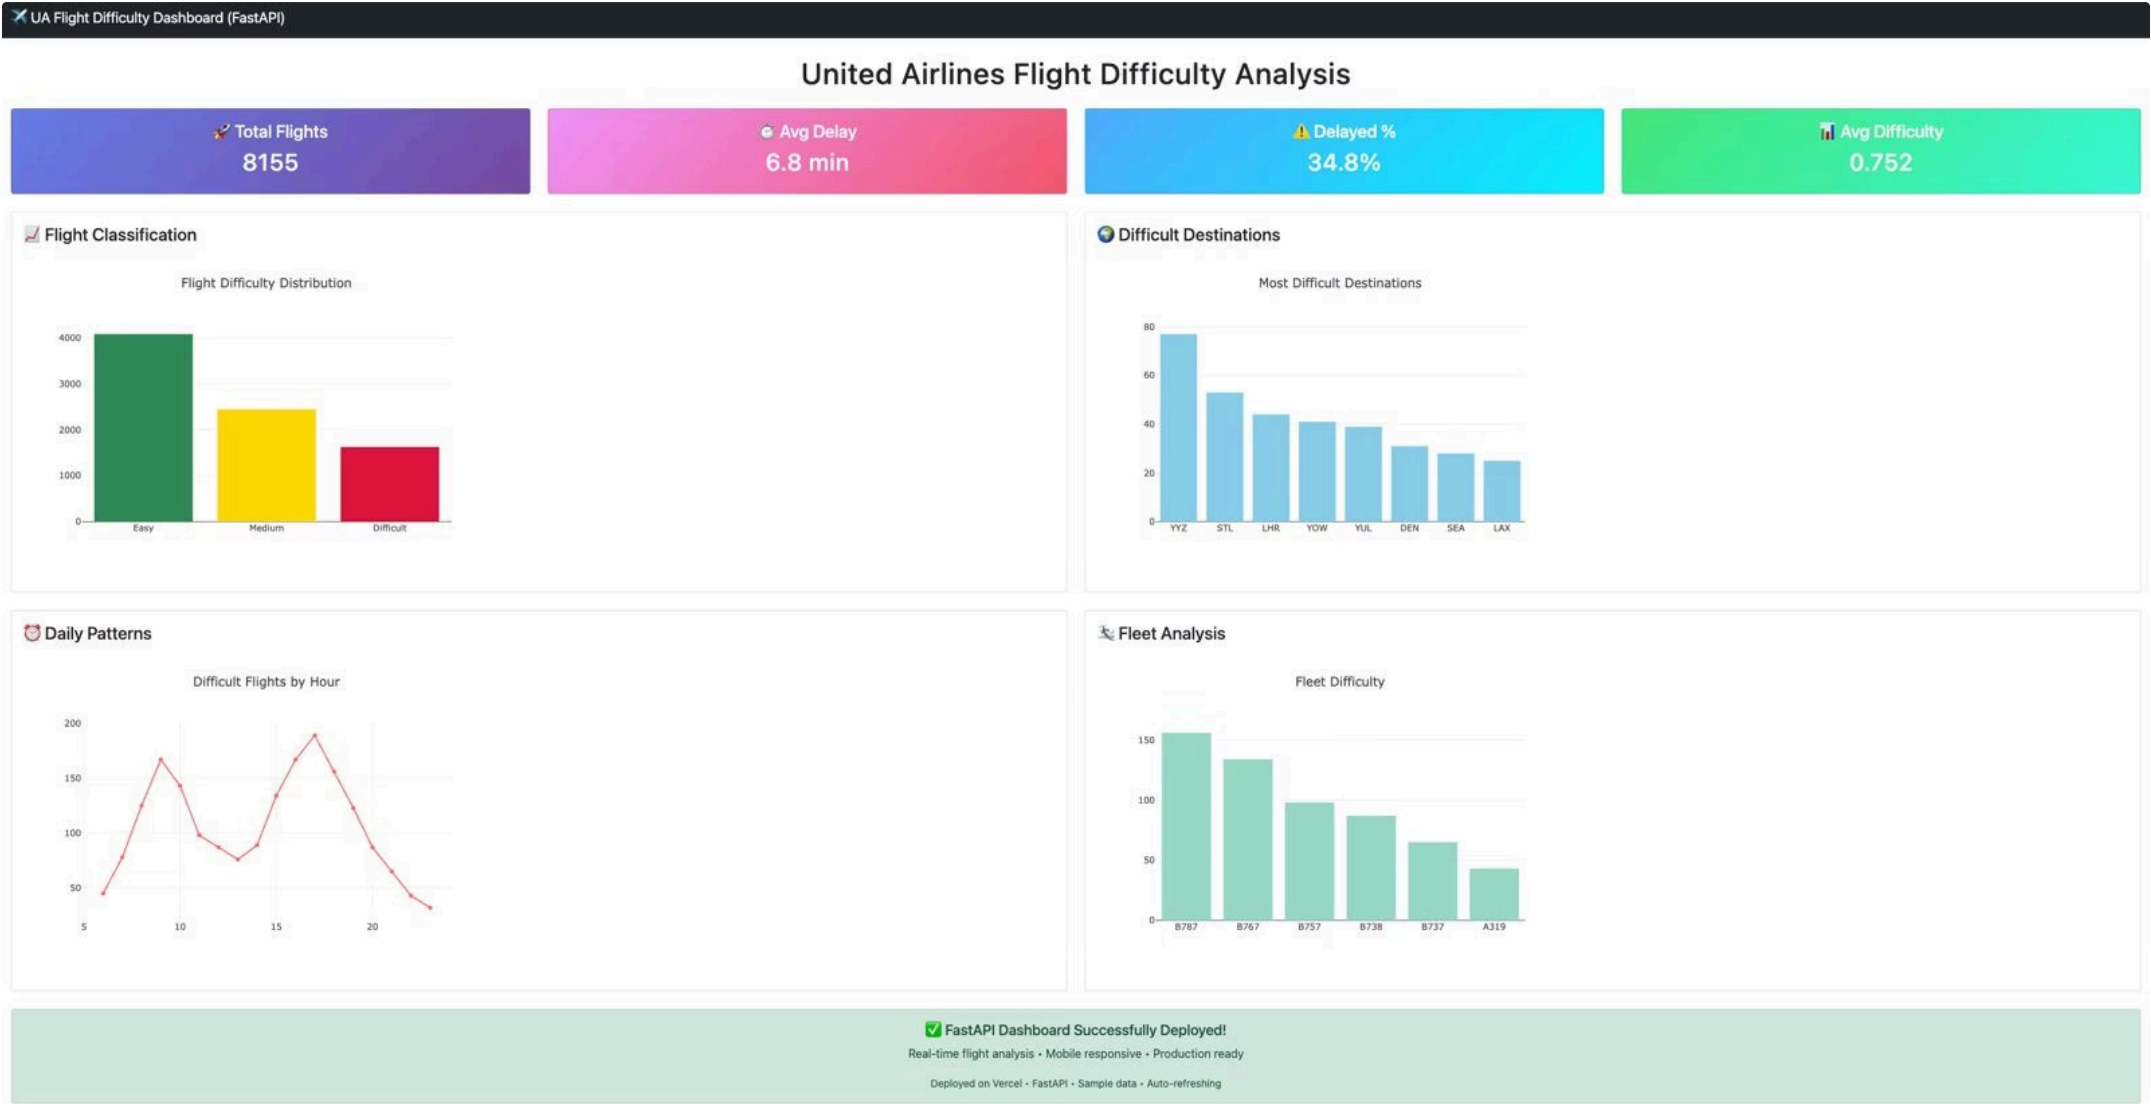 ✈️ UA Flight Difficulty Dashboard (FastAPI)
United Airlines Flight Difficulty Analysis
🚀 Total Flights
8155
⏱️ Avg Delay
6.8 min
⚠️ Delayed %
34.8%
📊 Avg Difficulty
0.752
📈 Flight Classification
Flight Difficulty Distribution
4000
3000
2000
1000
0
Easy Medium Difficult
🌍 Difficult Destinations
Most Difficult Destinations
80
60
40
20
0
YYZ STL LHR YOW YUL DEN SEA LAX
⏰ Daily Patterns
Difficult Flights by Hour
200
150
100
50
5 10 15 20
🛩️ Fleet Analysis
Fleet Difficulty
150
100
50
0
B787 B767 B757 B738 B737 A319
✅ FastAPI Dashboard Successfully Deployed!
Real-time flight analysis • Mobile responsive • Production ready
Deployed on Vercel • FastAPI • Sample data • Auto-refreshing